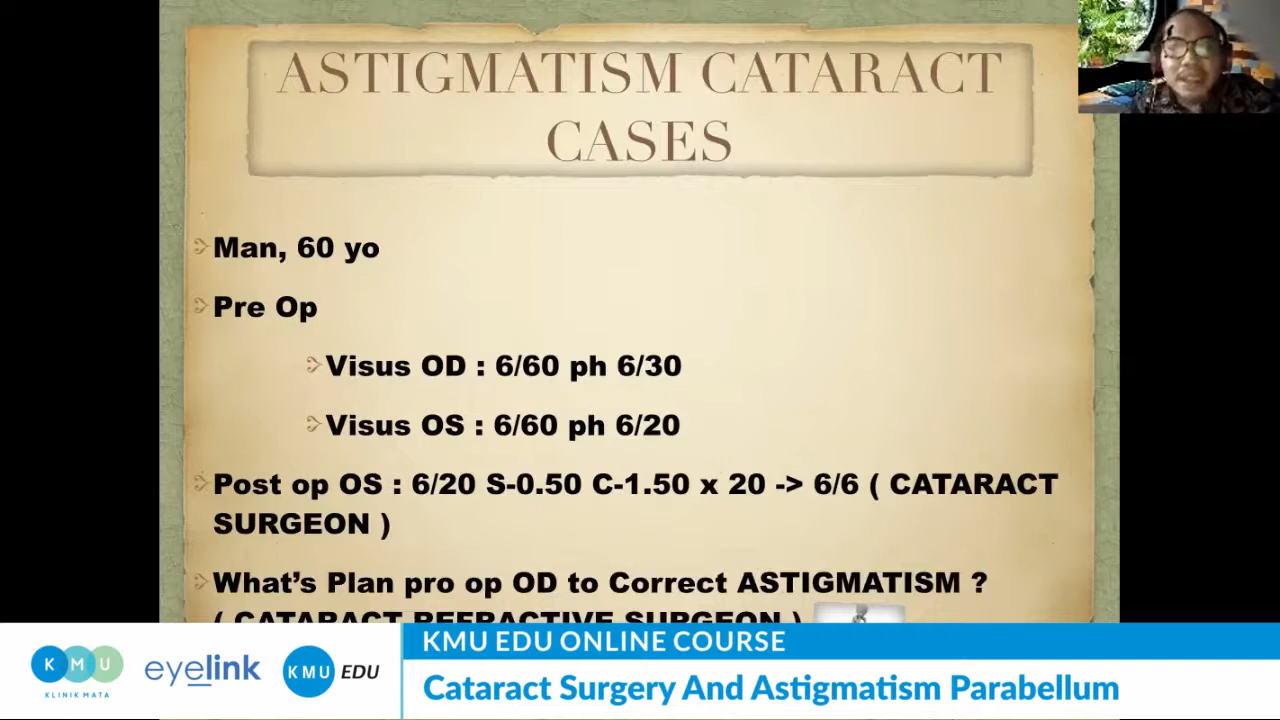 ASTIGMATISM CATARACT
CASES
Man, 60 yo
Pre Op
Visus OD : 6/60 ph 6/30
Visus OS : 6/60 ph 6/20
Post op OS : 6/20 S-0.50 C-1.50 x 20 -> 6/6 ( CATARACT
SURGEON )
What’s Plan pro op OD to Correct ASTIGMATISM ?
( CATARACT REFRACTIVE SURGEON )
KMU
KLINIK MATA
eyelink
KMU EDU
KMU EDU ONLINE COURSE
Cataract Surgery And Astigmatism Parabellum